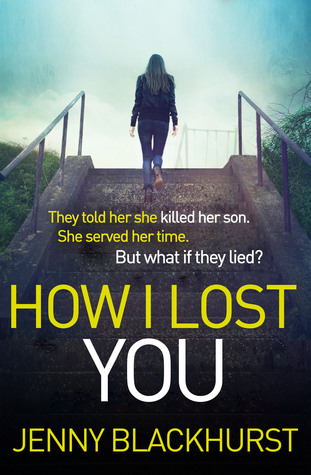 They told her she killed her son.
She served her time.
But what if they lied?
HOW I LOST
YOU
JENNY BLACKHURST